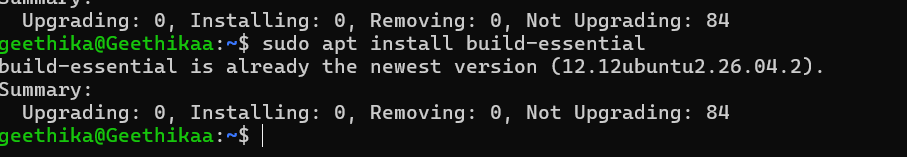 Summary:
  Upgrading: 0, Installing: 0, Removing: 0, Not Upgrading: 84
geethika@Geethikaa:~$ sudo apt install build-essential
build-essential is already the newest version (12.12ubuntu2.26.04.2).
Summary:
  Upgrading: 0, Installing: 0, Removing: 0, Not Upgrading: 84
geethika@Geethikaa:~$